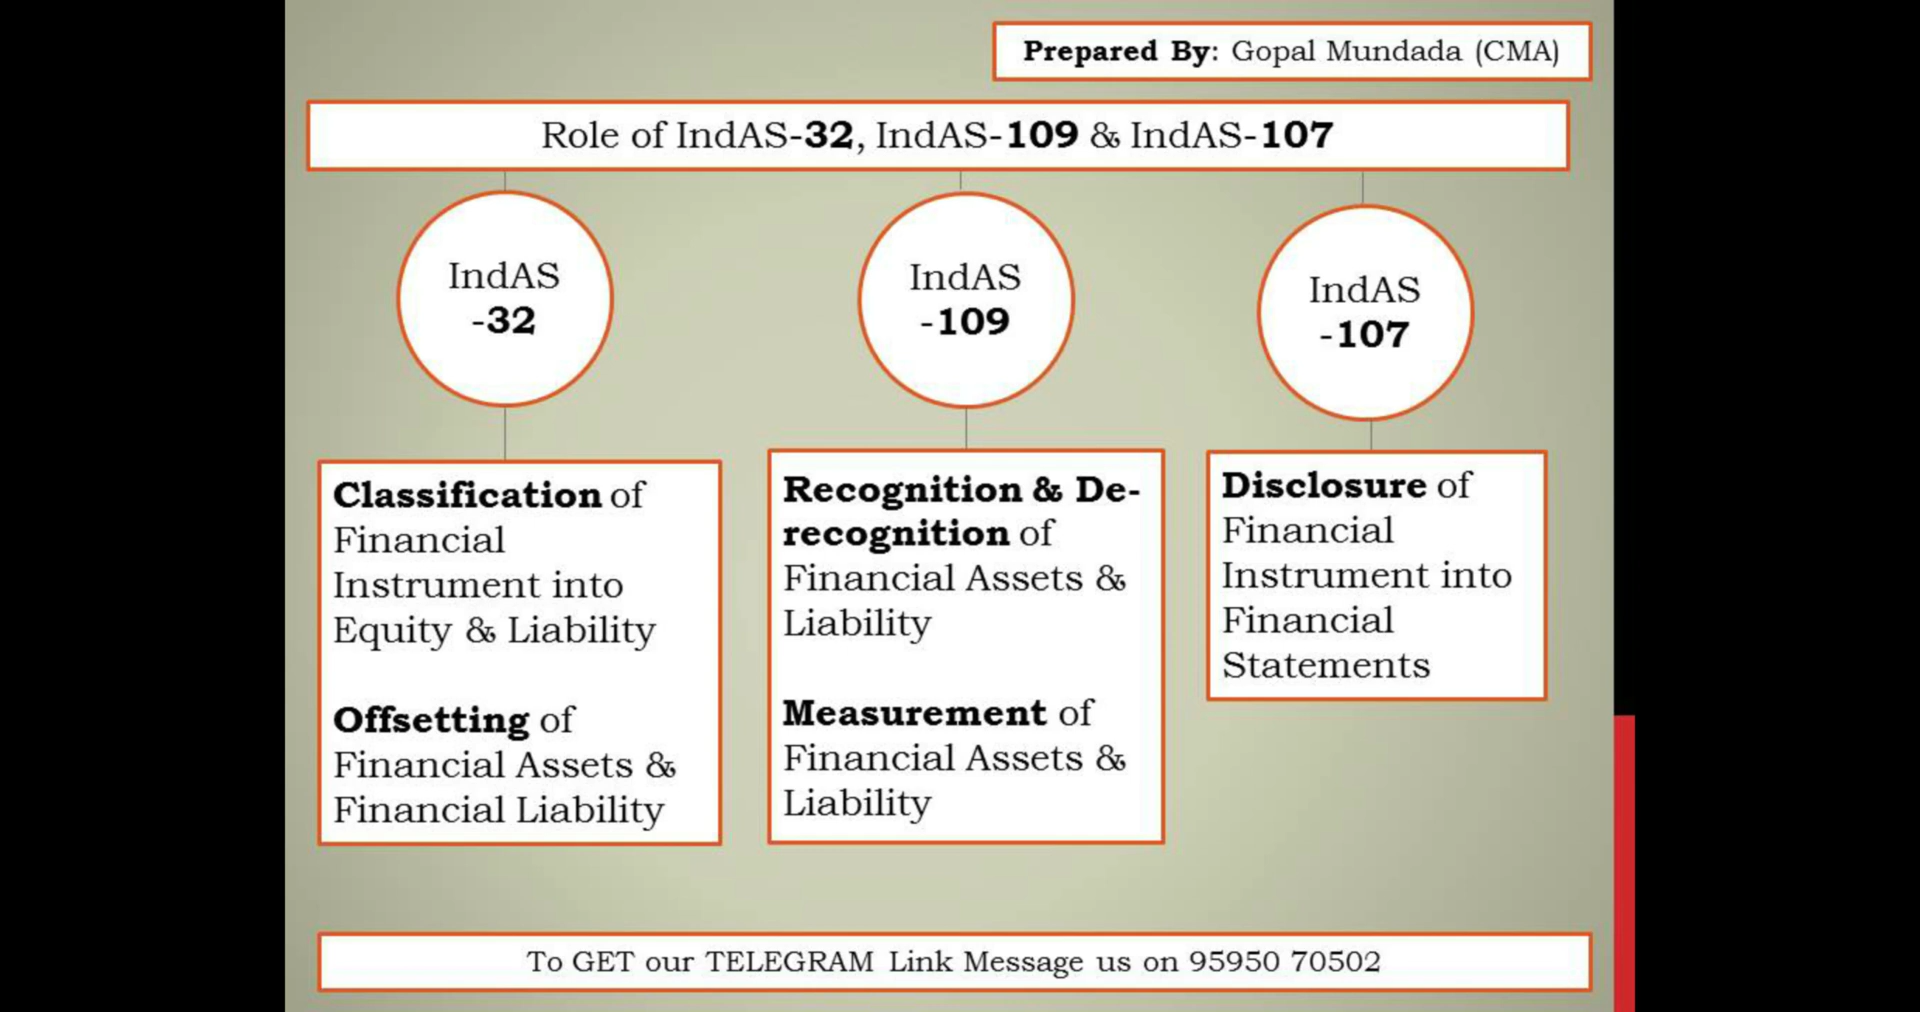 Prepared By: Gopal Mundada (CMA)
Role of IndAS-32, IndAS-109 & IndAS-107
IndAS
-32
IndAS
-109
IndAS
-107
Classification of
Financial
Instrument into
Equity & Liability
Offsetting of
Financial Assets &
Financial Liability
Recognition & De-
recognition of
Financial Assets &
Liability
Measurement of
Financial Assets &
Liability
Disclosure of
Financial
Instrument into
Financial
Statements
To GET our TELEGRAM Link Message us on 95950 70502